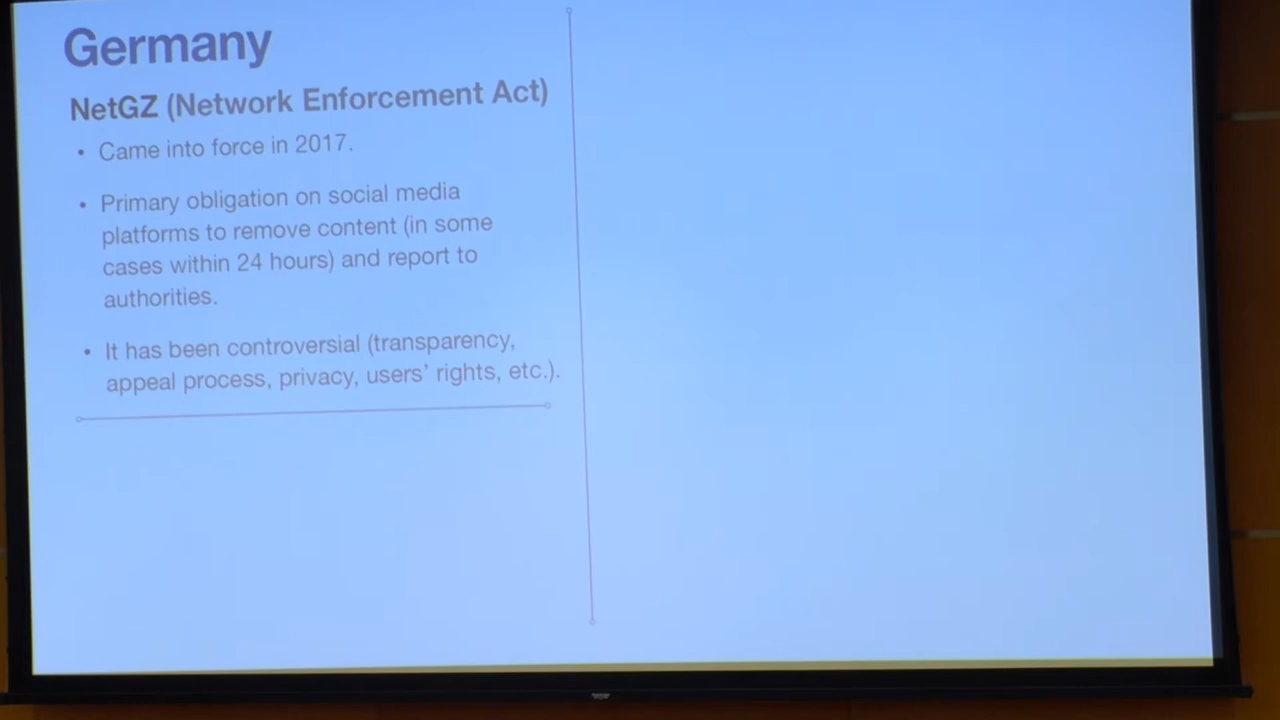 Germany
NetGZ (Network Enforcement Act)
• Came into force in 2017.
• Primary obligation on social media
platforms to remove content (in some
cases within 24 hours) and report to
authorities.
• It has been controversial (transparency,
appeal process, privacy, users’ rights, etc.).